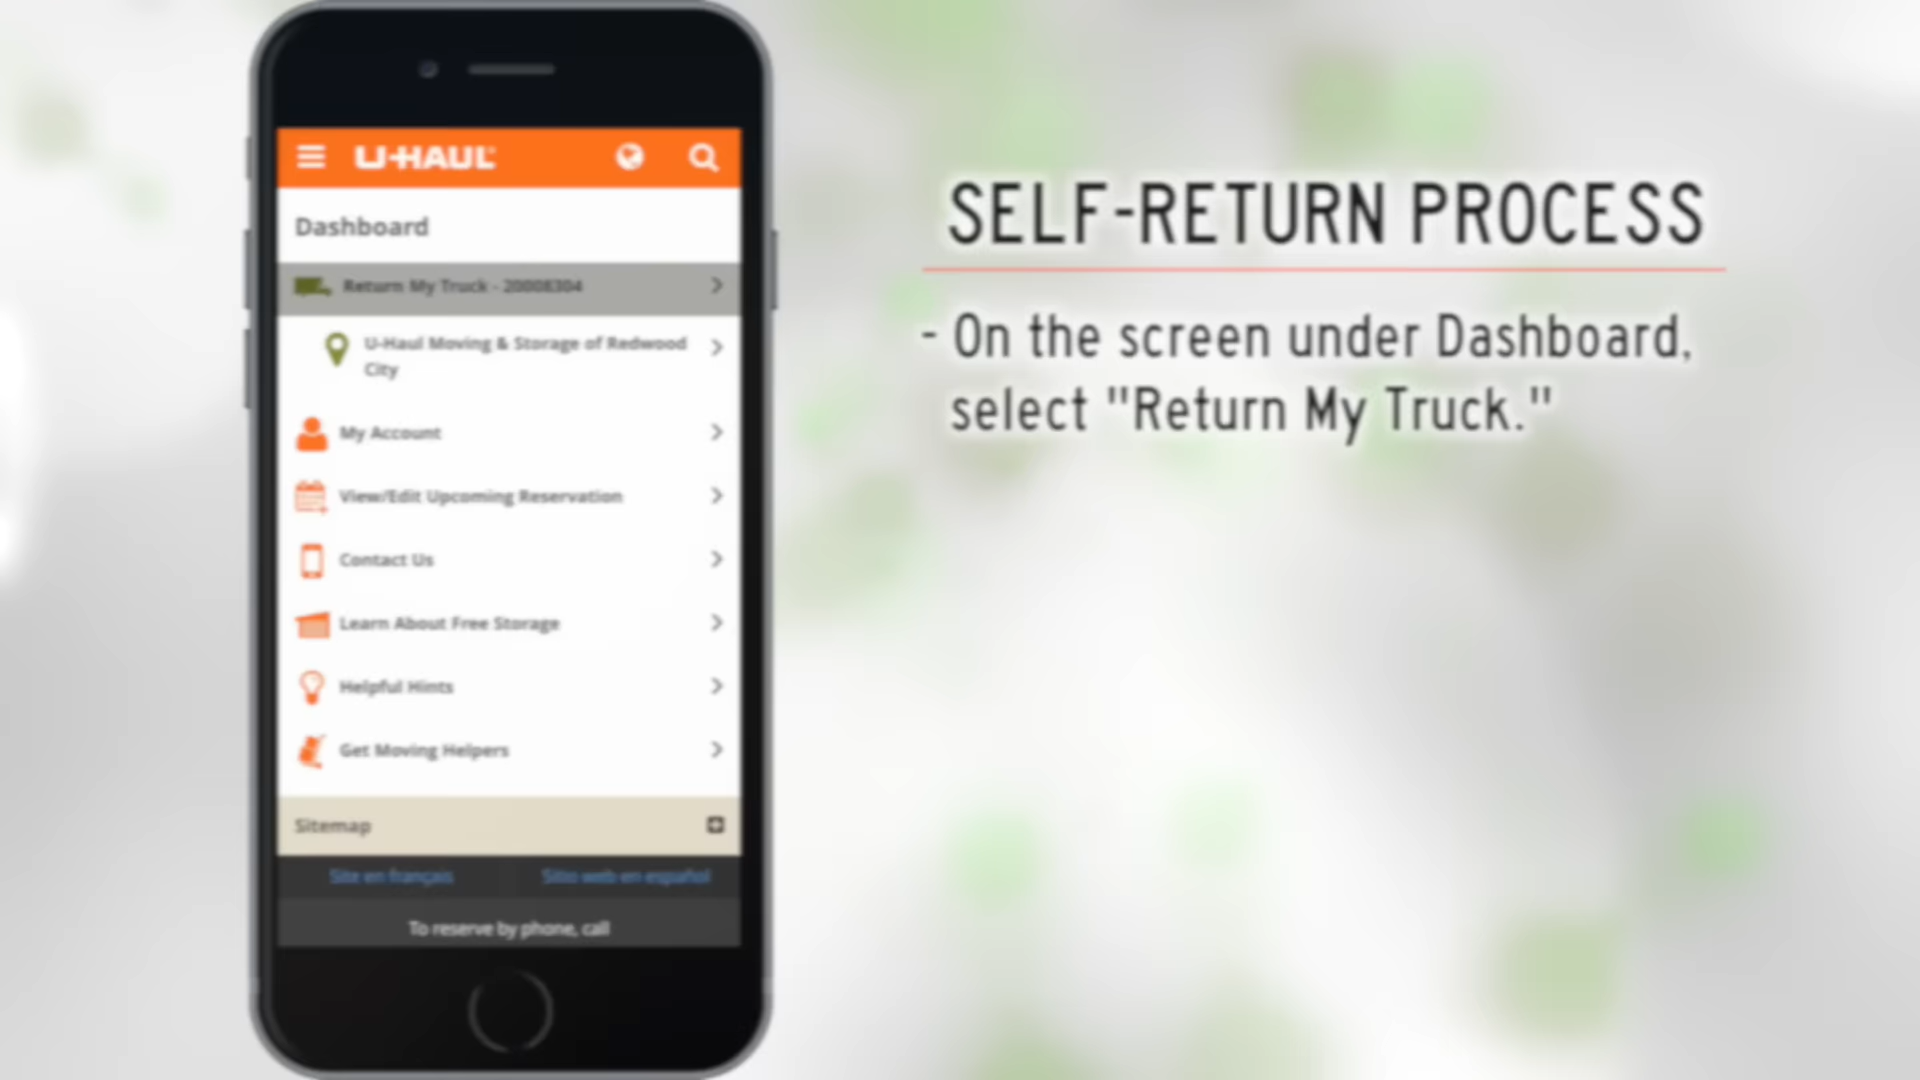 U-HAUL
Dashboard
Return My Truck - 20008304
U-Haul Moving & Storage of Redwood
City
My Account
View/Edit Upcoming Reservation
Contact Us
Learn About Free Storage
Helpful Hints
Get Moving Helpers
Sitemap
Site en français Sitio web en español
To reserve by phone, call
SELF-RETURN PROCESS
- On the screen under Dashboard,
select "Return My Truck."